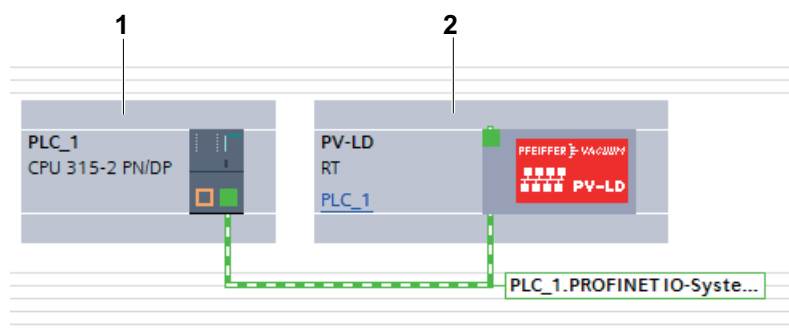 1
2
PLC_1
CPU 315-2 PN/DP
PV-LD
RT
PLC_1
PFEIFFER VACUUM
PV-LD
PLC_1.PROFINET IO-Syste...